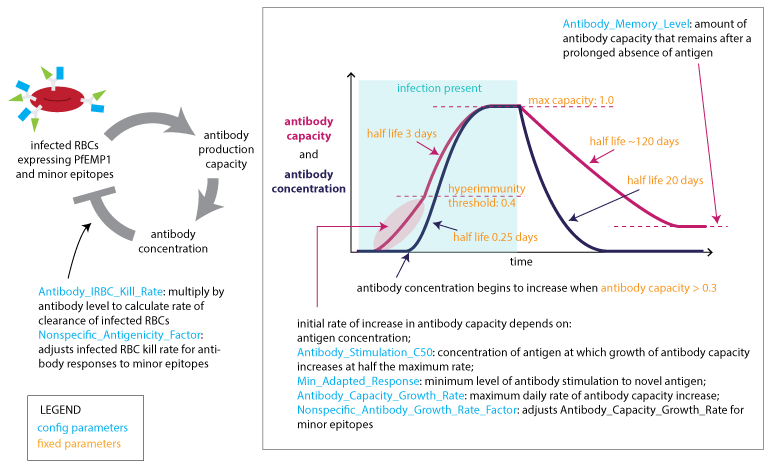 Antibody_Memory_Level: amount of
antibody capacity that remains after a
prolonged absence of antigen
infection present
max capacity: 1.0
antibody
capacity
and
antibody
concentration
half life 3 days
half life ~120 days
hyperimmunity
threshold: 0.4
half life 20 days
half life 0.25 days
time
antibody concentration begins to increase when antibody capacity > 0.3
infected RBCs
expressing PfEMP1
and minor epitopes
antibody
production
capacity
antibody
concentration
Antibody_IRBC_Kill_Rate: multiply by
antibody level to calculate rate of
clearance of infected RBCs
Nonspecific_Antigenicity_Factor:
adjusts infected RBC kill rate for anti-
body responses to minor epitopes
initial rate of increase in antibody capacity depends on:
antigen concentration;
Antibody_Stimulation_C50: concentration of antigen at which growth of antibody capacity
increases at half the maximum rate;
Min_Adapted_Response: minimum level of antibody stimulation to novel antigen;
Antibody_Capacity_Growth_Rate: maximum daily rate of antibody capacity increase;
Nonspecific_Antibody_Growth_Rate_Factor: adjusts Antibody_Capacity_Growth_Rate for
minor epitopes
LEGEND
config parameters
fixed parameters